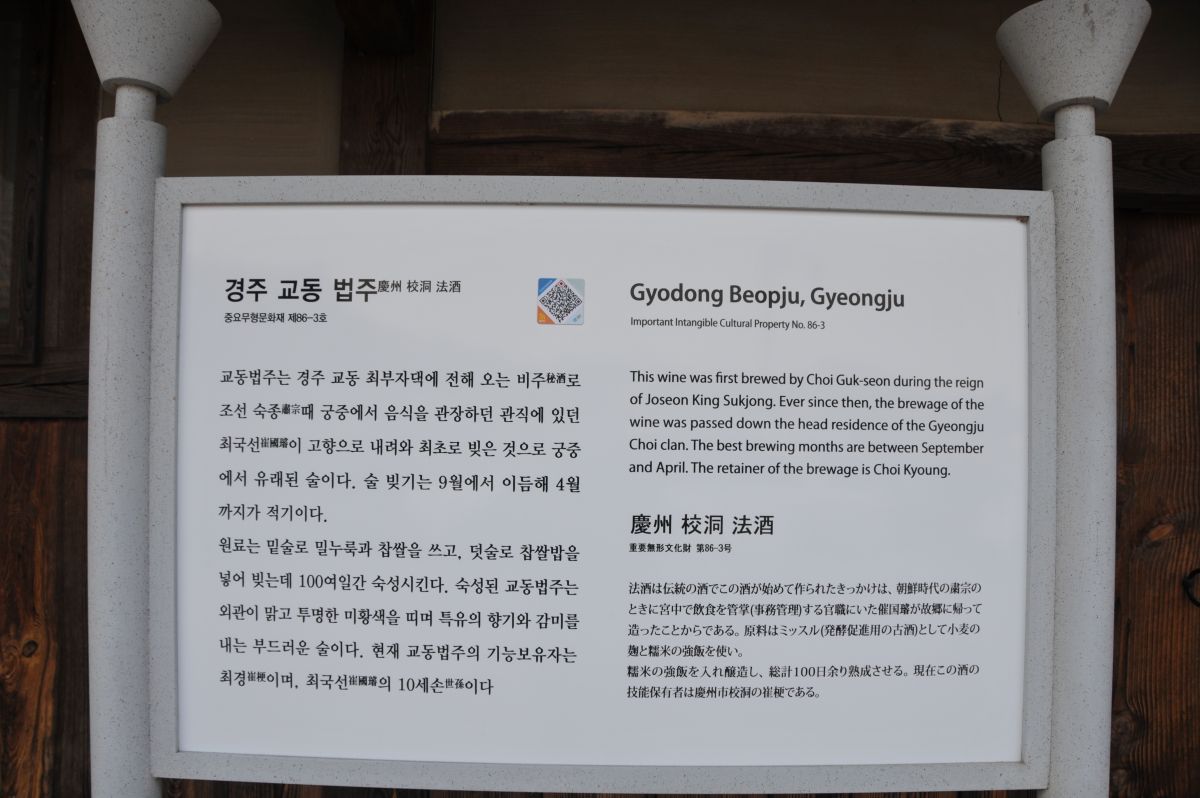 경주 교동 법주慶州 校洞 法酒
중요무형문화재 제86-3호
교동법주는 경주 교동 최부자댁에 전해 오는 비주秘酒로
조선 숙종肅宗때 궁중에서 음식을 관장하던 관직에 있던
최국선崔國璿이 고향으로 내려와 최초로 빚은 것으로 궁중
에서 유래된 술이다. 술 빚기는 9월에서 이듬해 4월
까지가 적기이다.
원료는 밑술로 밀누룩과 찹쌀을 쓰고, 덧술로 찹쌀밥을
넣어 빚는데 100여일간 숙성시킨다. 숙성된 교동법주는
외관이 맑고 투명한 미황색을 띠며 특유의 향기와 감미를
내는 부드러운 술이다. 현재 교동법주의 기능보유자는
최경崔梗이며, 최국선崔國璿의 10세손世孫이다
Gyodong Beopju, Gyeongju
Important Intangible Cultural Property No. 86-3
This wine was first brewed by Choi Guk-seon during the reign
of Joseon King Sukjong. Ever since then, the brewage of the
wine was passed down the head residence of the Gyeongju
Choi clan. The best brewing months are between September
and April. The retainer of the brewage is Choi Kyoung.
慶州 校洞 法酒
重要無形文化財 第86-3号
法酒は伝統の酒でこの酒が始めて作られたきっかけは、朝鮮時代の粛宗の
ときに宮中で飲食を管掌(事務管理)する官職にいた催国璿が故郷に帰って
造ったことからである。原料はミッスル(発酵促進用の古酒)として小麦の
麹と糯米の強飯を使い。
糯米の強飯を入れ醸造し、総計100日余り熟成させる。現在この酒の
技能保有者は慶州市校洞の崔梗である。